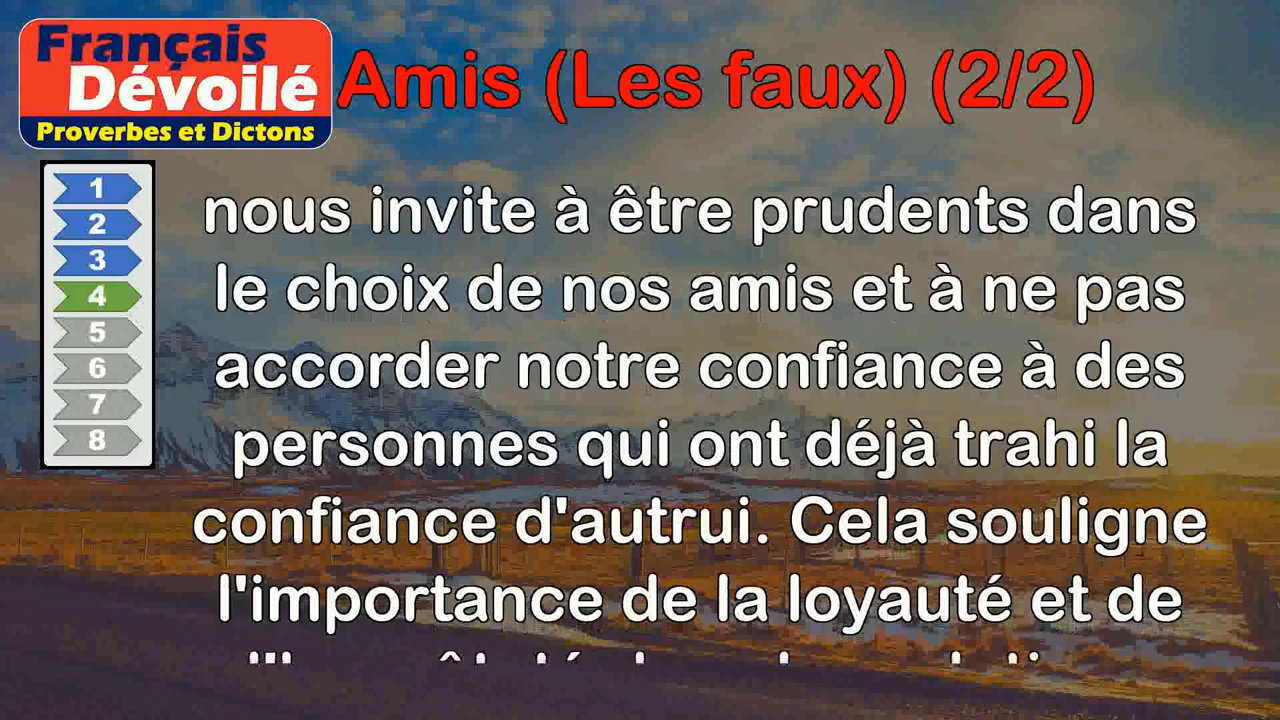 Français
Dévoilé
Proverbes et Dictons
Amis (Les faux) (2/2)
1
2
3
4
5
6
7
8
nous invite à être prudents dans
le choix de nos amis et à ne pas
accorder notre confiance à des
personnes qui ont déjà trahi la
confiance d'autrui. Cela souligne
l'importance de la loyauté et de